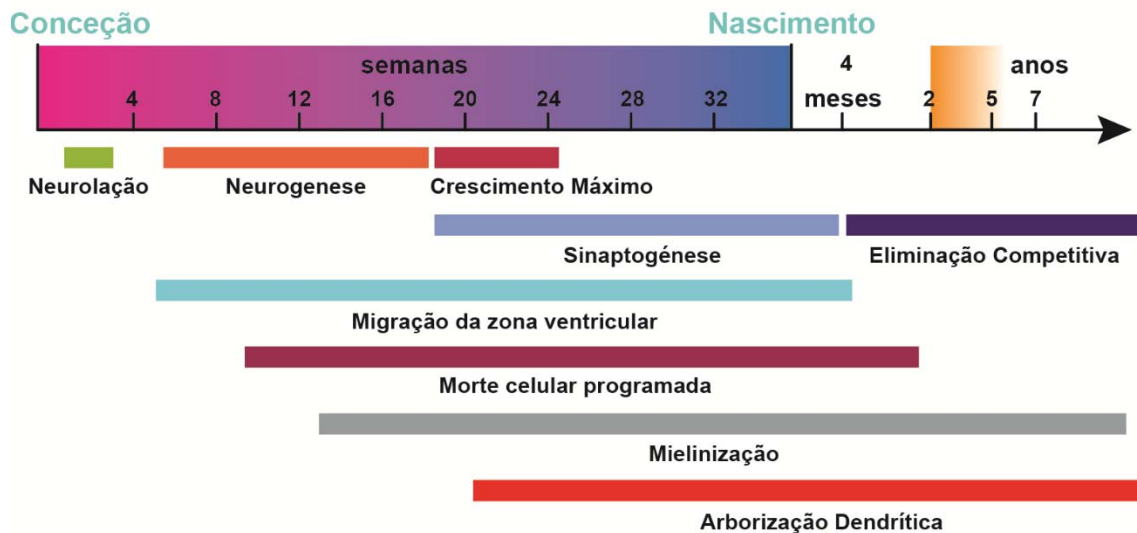 Conceção Nascimento
semanas 4 anos
4 8 12 16 20 24 28 32 meses 2 5 7
Neurolação Neurogenese Crescimento Máximo
Sinaptogénese Eliminação Competitiva
Migração da zona ventricular
Morte celular programada
Mielinização
Arborização Dendrítica